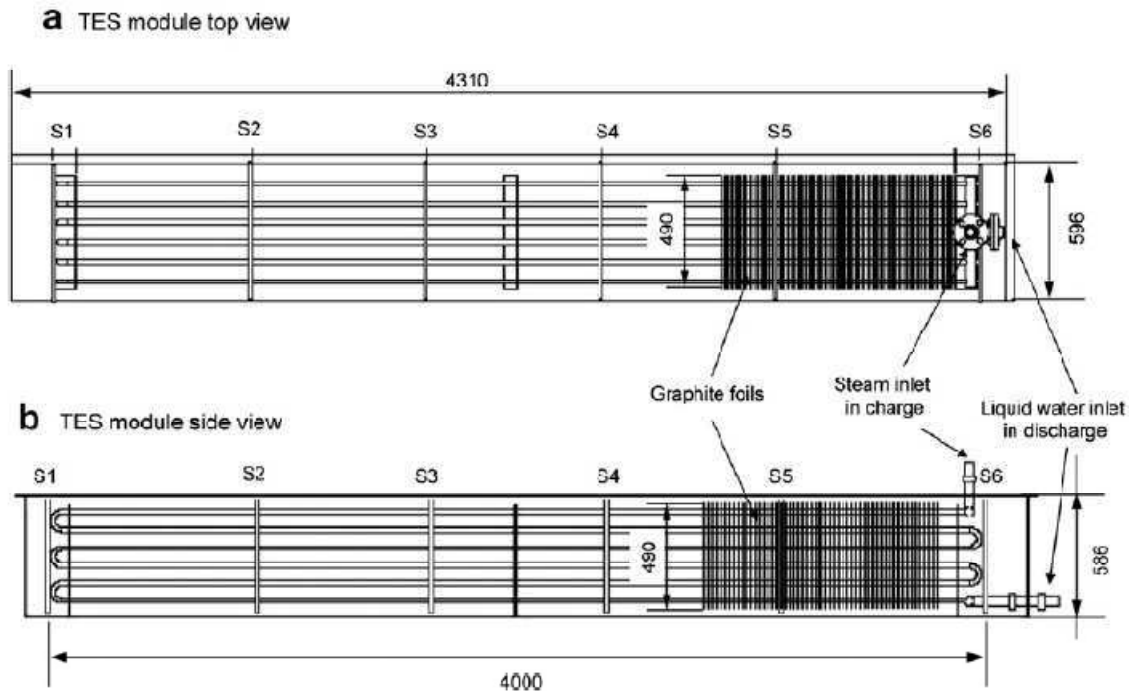 a TES module top view
4310
S1 S2 S3 S4 S5 S6
490
596
Graphite foils
Steam inlet
in charge
Liquid water inlet
in discharge
b TES module side view
S1 S2 S3 S4 S5 S6
490
586
4000